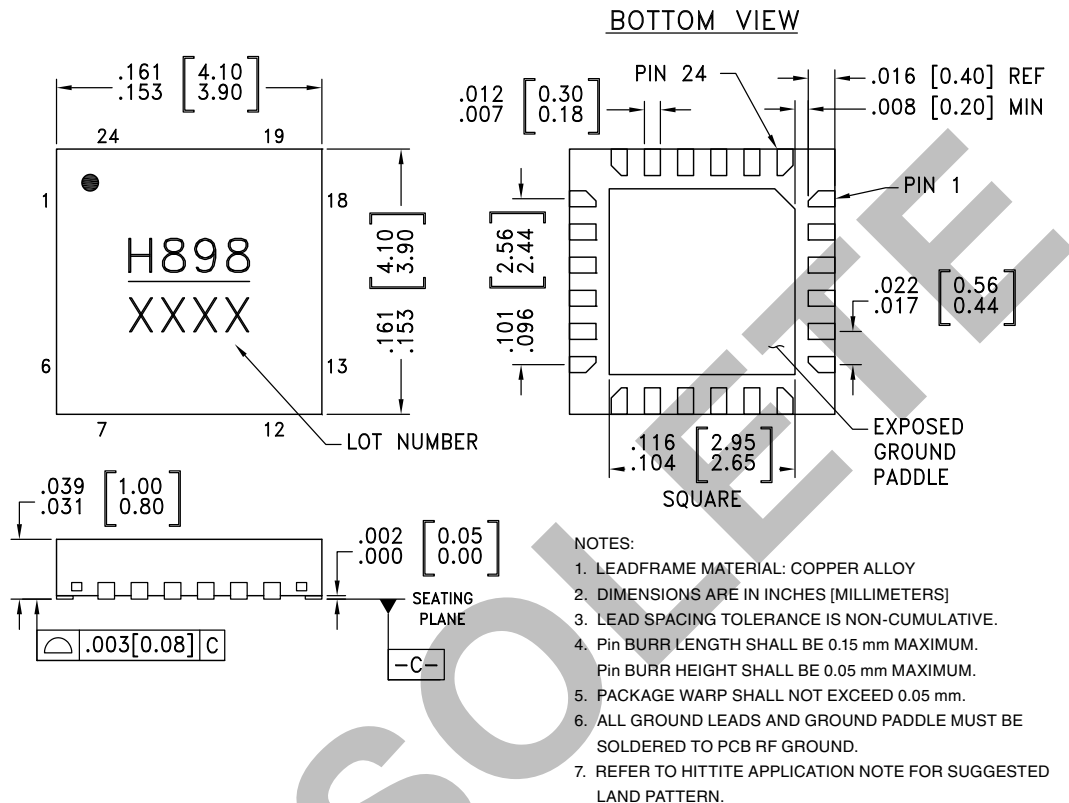 BOTTOM VIEW
.161 [4.10]
.153 [3.90]
24
19
1
18
H898
XXXX
6
13
7
12
LOT NUMBER
[4.10]
[3.90]
.161
.153
PIN 24
.012 [0.30]
.007 [0.18]
.016 [0.40] REF
.008 [0.20] MIN
PIN 1
[2.56]
[2.44]
.101
.096
.022 [0.56]
.017 [0.44]
EXPOSED
GROUND
PADDLE
.116 [2.95]
.104 [2.65]
SQUARE
.039 [1.00]
.031 [0.80]
.002 [0.05]
.000 [0.00]
SEATING
PLANE
.003[0.08] C
-C-
NOTES:
1. LEADFRAME MATERIAL: COPPER ALLOY
2. DIMENSIONS ARE IN INCHES [MILLIMETERS]
3. LEAD SPACING TOLERANCE IS NON-CUMULATIVE.
4. Pin BURR LENGTH SHALL BE 0.15 mm MAXIMUM.
Pin BURR HEIGHT SHALL BE 0.05 mm MAXIMUM.
5. PACKAGE WARP SHALL NOT EXCEED 0.05 mm.
6. ALL GROUND LEADS AND GROUND PADDLE MUST BE
SOLDERED TO PCB RF GROUND.
7. REFER TO HITTITE APPLICATION NOTE FOR SUGGESTED
LAND PATTERN.
SOLETE